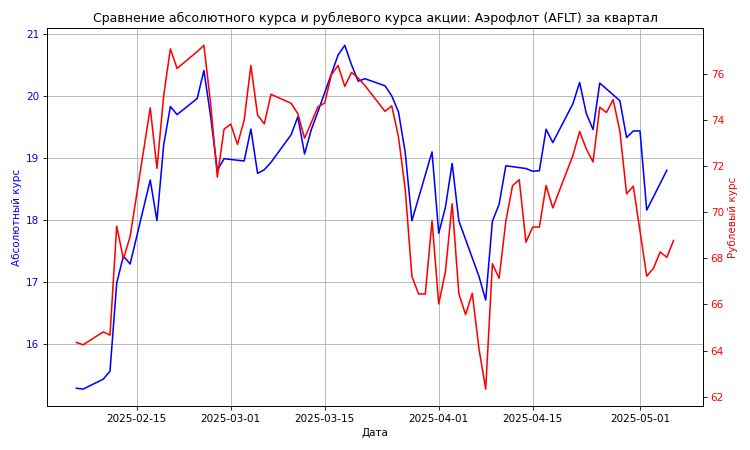 Сравнение абсолютного курса и рублевого курса акции: Аэрофлот (AFLT) за квартал
21
20
19
18
17
16
Абсолютный курс
76
74
72
70
68
66
64
62
Рублевый курс
2025-02-15 2025-03-01 2025-03-15 2025-04-01 2025-04-15 2025-05-01
Дата